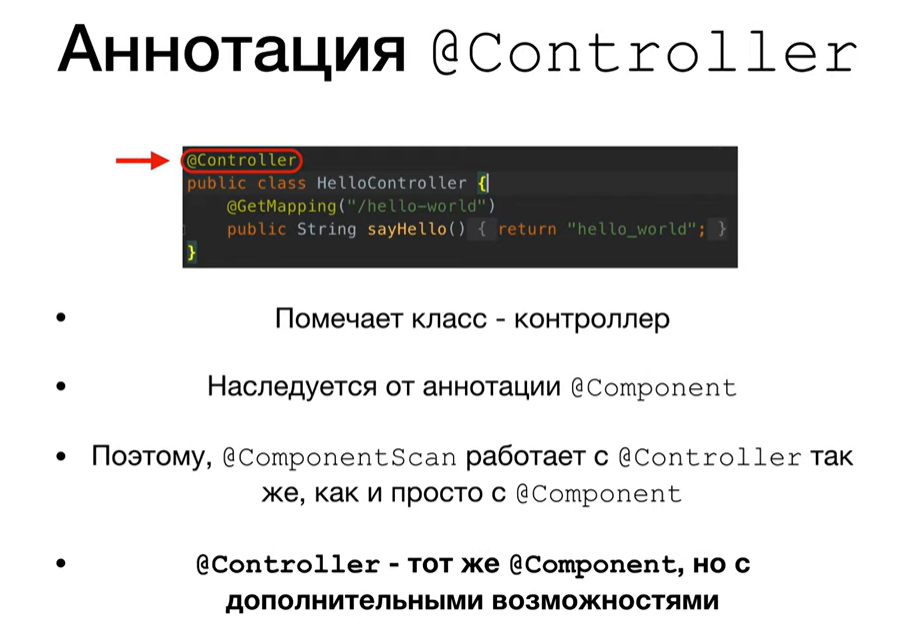 Аннотация @Controller
@Controller
public class HelloController {
@GetMapping("/hello-world")
public String sayHello() { return "hello_world"; }
}
• Помечает класс - контроллер
• Наследуется от аннотации @Component
• Поэтому, @ComponentScan работает с @Controller так
же, как и просто с @Component
• @Controller - тот же @Component, но с
дополнительными возможностями